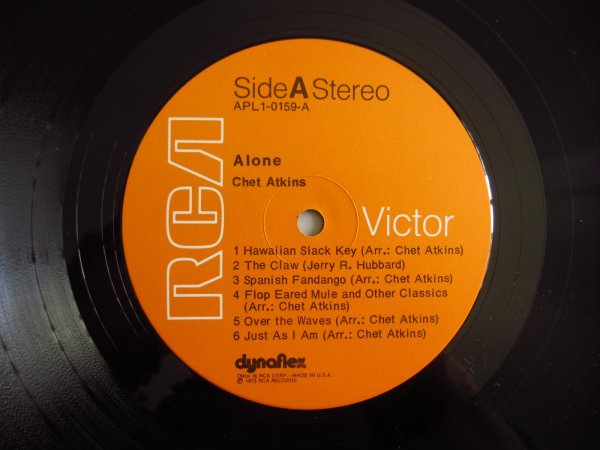 Side A Stereo
APL1-0159-A
RCA
Alone
Chet Atkins
Victor
1 Hawaiian Slack Key (Arr.: Chet Atkins)
2 The Claw (Jerry R. Hubbard)
3 Spanish Fandango (Arr.: Chet Atkins)
4 Flop Eared Mule and Other Classics
(Arr.: Chet Atkins)
5 Over the Waves (Arr.: Chet Atkins)
6 Just As I Am (Arr.: Chet Atkins)
dynaflex
TMK(S) ® RCA CORP.—MADE IN U.S.A.
℗ 1973 RCA RECORDS